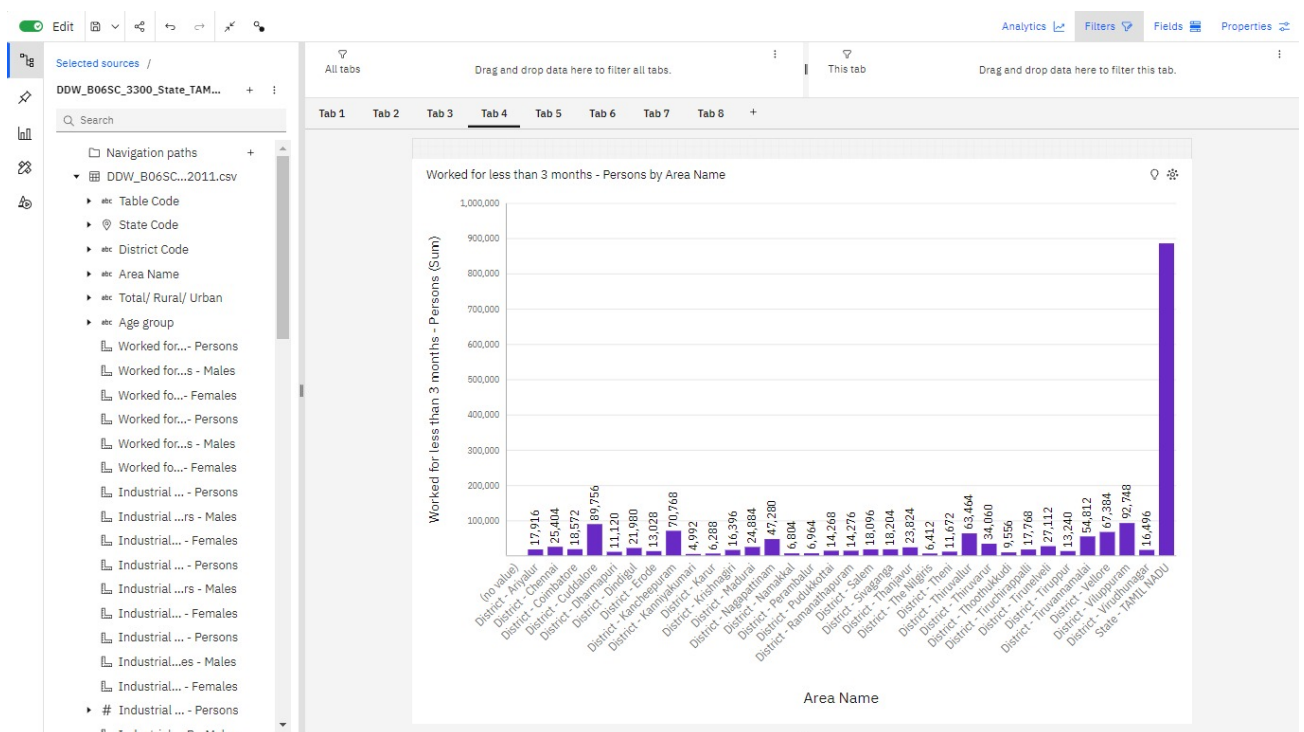 Edit
Analytics
Filters
Fields
Properties
Selected sources /
DDW_B06SC_3300_State_TAM...
Search
Navigation paths
DDW_B06SC...2011.csv
abc Table Code
State Code
abc District Code
abc Area Name
abc Total/ Rural/ Urban
abc Age group
Worked for...- Persons
Worked for...s - Males
Worked fo...- Females
Worked for...- Persons
Worked for...s - Males
Worked fo...- Females
Industrial ... - Persons
Industrial ...rs - Males
Industrial... - Females
Industrial ... - Persons
Industrial ...rs - Males
Industrial... - Females
Industrial ... - Persons
Industrial...es - Males
Industrial... - Females
# Industrial ... - Persons
All tabs
Drag and drop data here to filter all tabs.
This tab
Drag and drop data here to filter this tab.
Tab 1 Tab 2 Tab 3 Tab 4 Tab 5 Tab 6 Tab 7 Tab 8 +
Worked for less than 3 months - Persons by Area Name
Worked for less than 3 months - Persons (Sum)
1,000,000
900,000
800,000
700,000
600,000
500,000
400,000
300,000
200,000
100,000
17,916
25,404
18,572
89,756
11,120
21,980
13,028
70,768
4,992
6,288
16,396
24,884
47,280
6,804
6,964
14,268
14,276
18,096
18,204
23,824
6,412
11,672
63,464
34,060
9,556
17,768
27,112
13,240
54,812
67,384
92,748
16,496
(no value)
District - Ariyalur
District - Chennai
District - Coimbatore
District - Cuddalore
District - Dharmapuri
District - Dindigul
District - Erode
District - Kancheepuram
District - Kanniyakumari
District - Karur
District - Krishnagiri
District - Madurai
District - Nagapattinam
District - Namakkal
District - Perambalur
District - Pudukkottai
District - Ramanathapuram
District - Salem
District - Sivaganga
District - Thanjavur
District - The Nilgiris
District - Theni
District - Thiruvallur
District - Thiruvarur
District - Thoothukkudi
District - Tiruchirappalli
District - Tirunelveli
District - Tiruppur
District - Tiruvannamalai
District - Vellore
District - Viluppuram
District - Virudhunagar
State - TAMIL NADU
Area Name